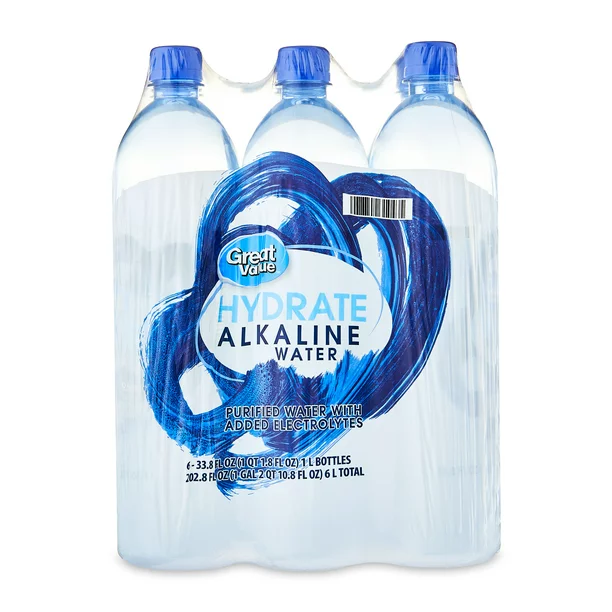 Great
Value
HYDRATE
ALKALINE
WATER
PURIFIED WATER WITH
ADDED ELECTROLYTES
6 - 33.8 FL OZ (1 QT 1.8 FL OZ) 1 L BOTTLES
202.8 FL OZ (1 GAL 2 QT 10.8 FL OZ) 6 L TOTAL